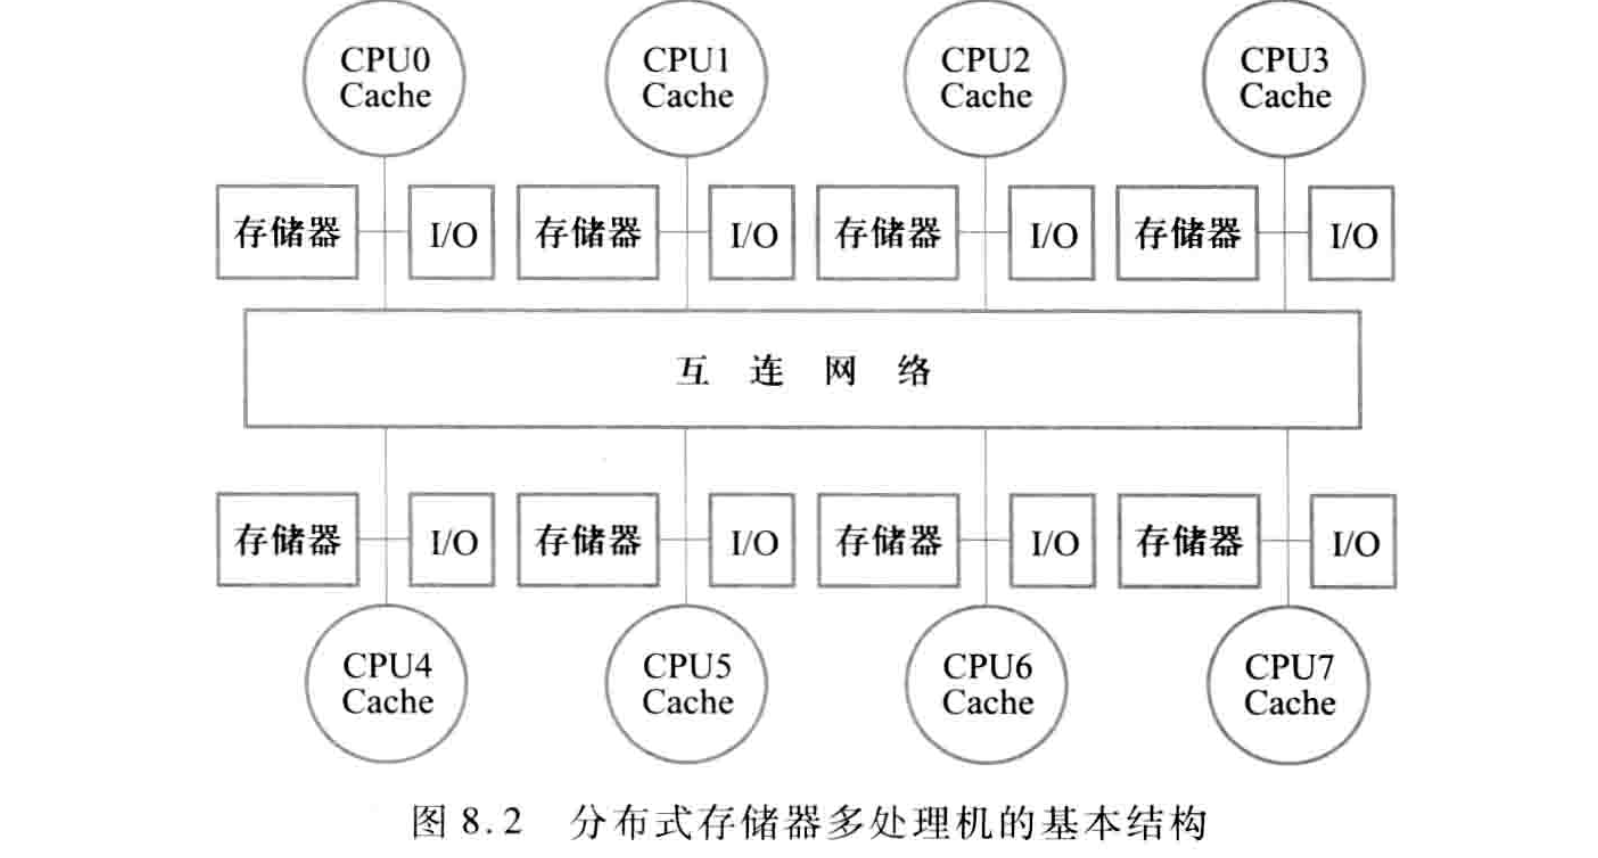 CPU0
Cache
CPU1
Cache
CPU2
Cache
CPU3
Cache
存储器
I/O
存储器
I/O
存储器
I/O
存储器
I/O
互连网络
存储器
I/O
存储器
I/O
存储器
I/O
存储器
I/O
CPU4
Cache
CPU5
Cache
CPU6
Cache
CPU7
Cache
图 8.2 分布式存储器多处理机的基本结构